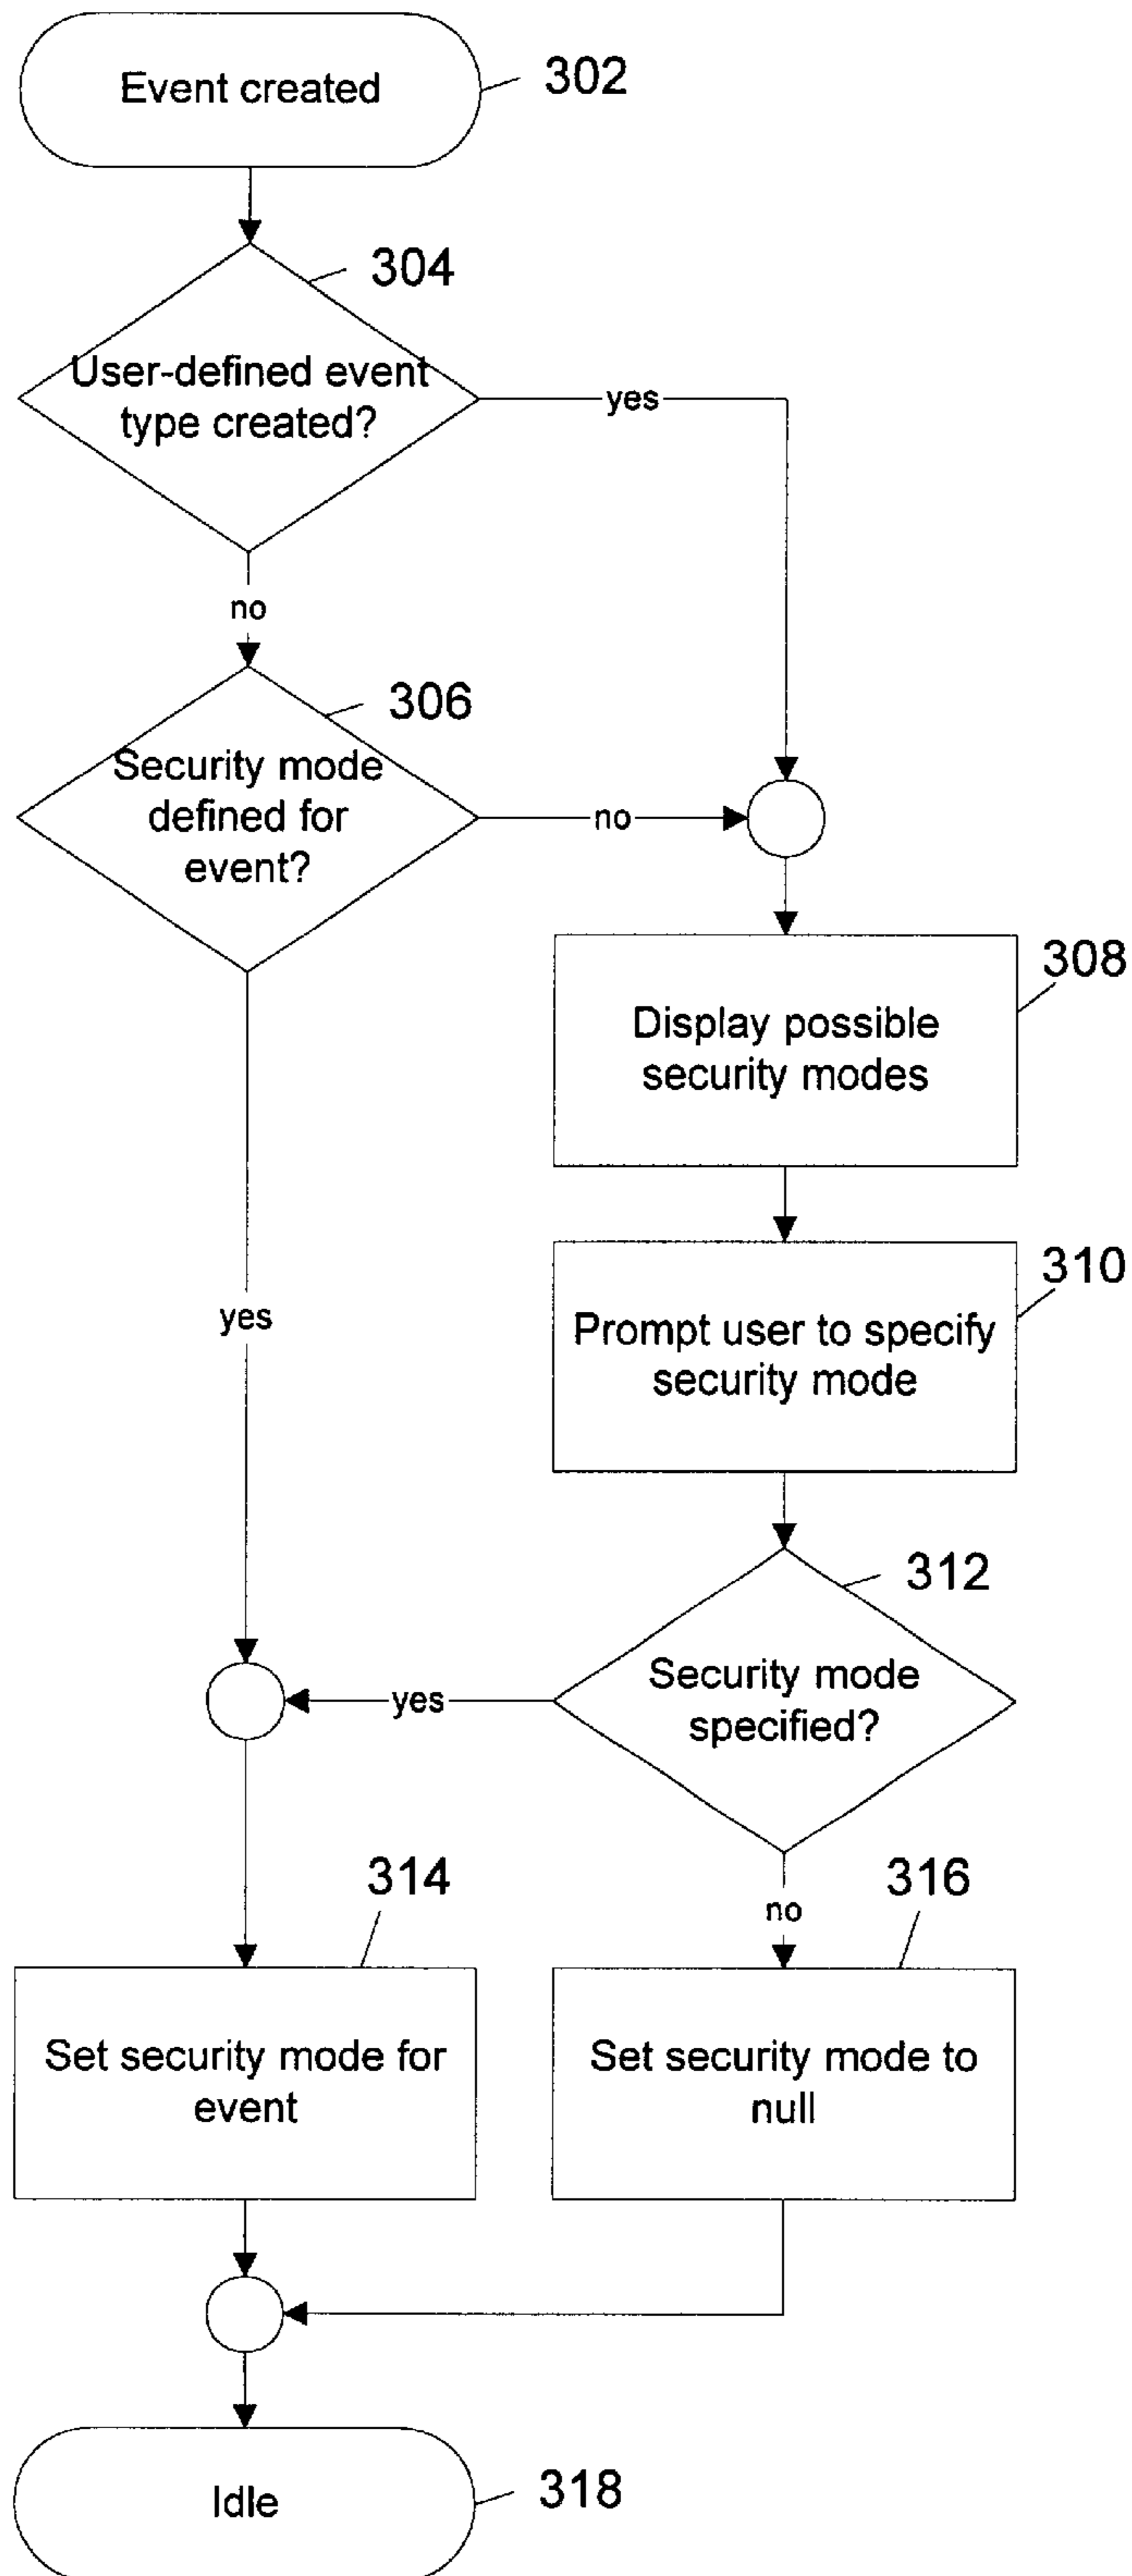 Event created
302
304
User-defined event
type created?
yes
no
306
Security mode
defined for
event?
no
308
Display possible
security modes
310
Prompt user to specify
security mode
yes
312
Security mode
specified?
yes
no
314
316
Set security mode for
event
Set security mode to
null
Idle
318